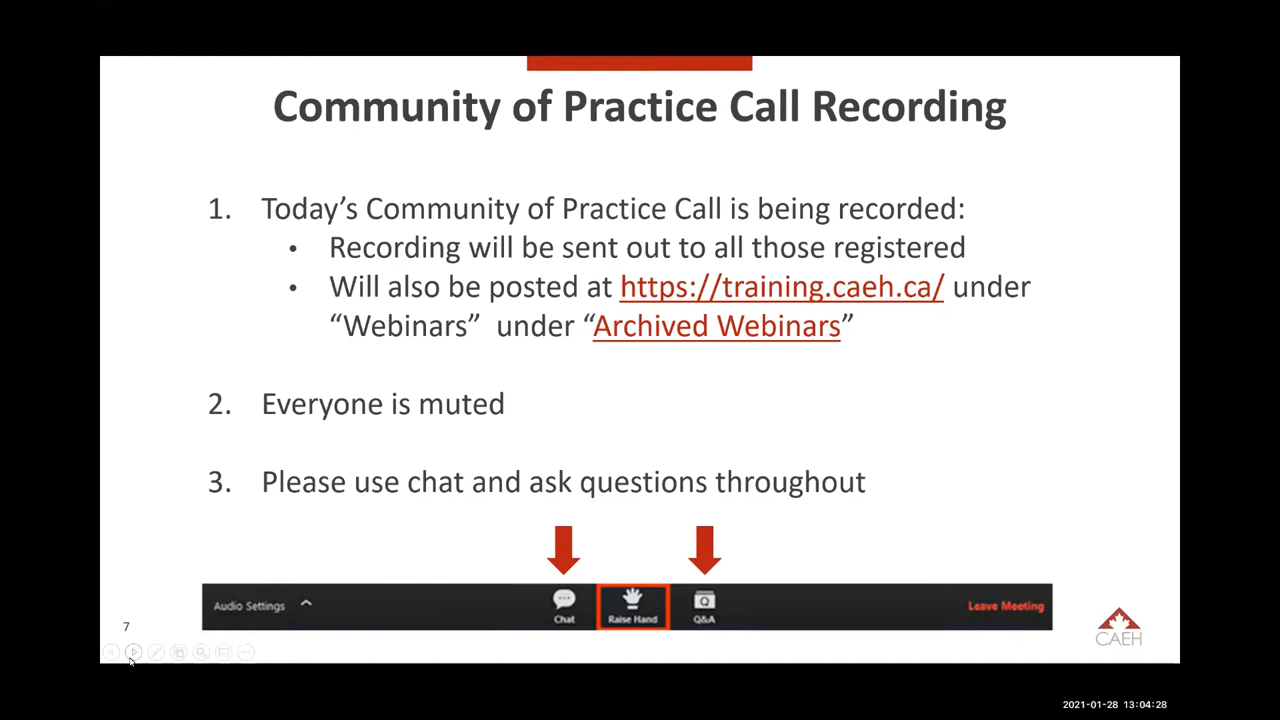 Community of Practice Call Recording
1. Today’s Community of Practice Call is being recorded:
• Recording will be sent out to all those registered
• Will also be posted at https://training.caeh.ca/ under
“Webinars” under “Archived Webinars”
2. Everyone is muted
3. Please use chat and ask questions throughout
Audio Settings
Chat
Raise Hand
Q&A
Leave Meeting
7
CAEH
2021-01-28 13:04:28